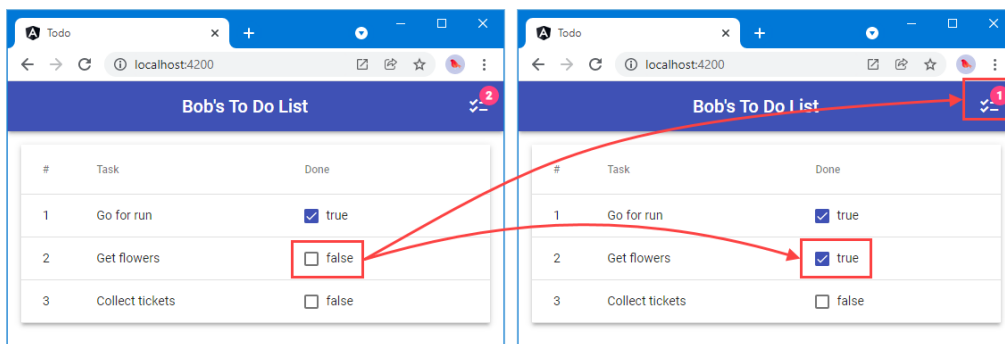 Todo
localhost:4200
Bob's To Do List
2
# Task Done
1 Go for run true
2 Get flowers false
3 Collect tickets false
Todo
localhost:4200
Bob's To Do List
1
# Task Done
1 Go for run true
2 Get flowers true
3 Collect tickets false